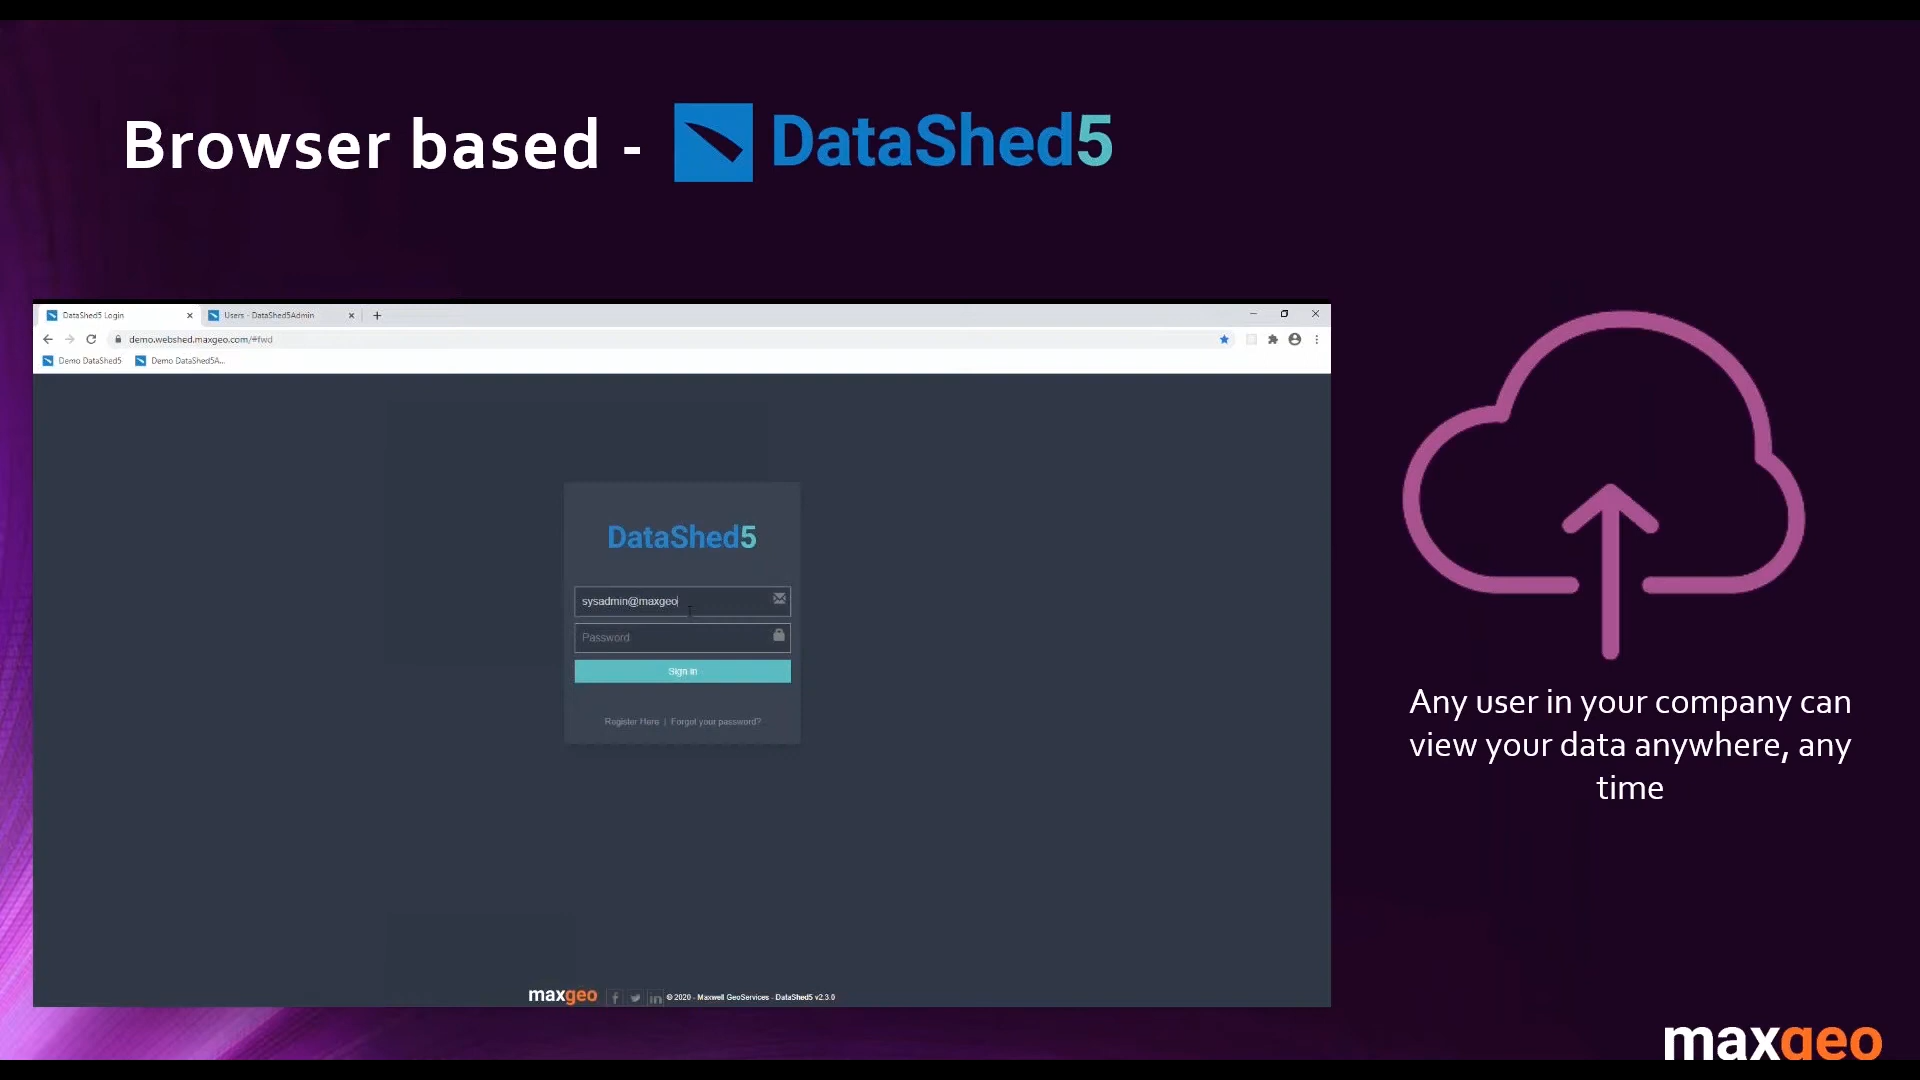 Browser based - DataShed5
DataShed5 Login
Users - DataShed5Admin
demo.webshed.maxgeo.com/#fwd
Demo DataShed5
Demo DataShed5A...
DataShed5
sysadmin@maxgeo
Password
Sign in
Register Here | Forgot your password?
maxgeo
© 2020 - Maxwell GeoServices - DataShed5 v2.3.0
Any user in your company can
view your data anywhere, any
time
maxgeo